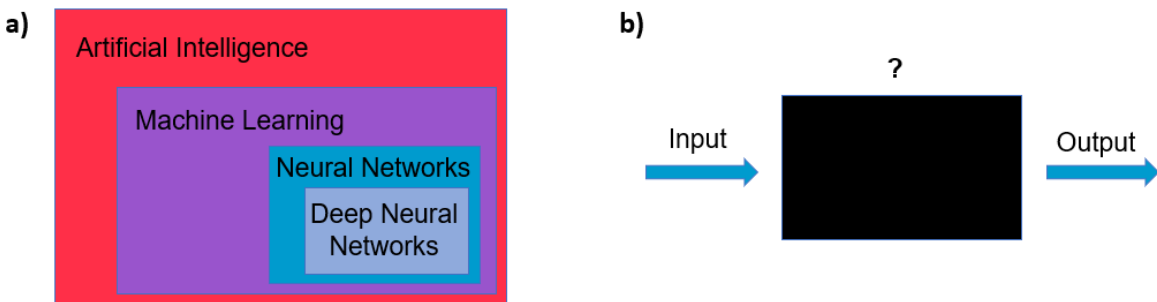 a)
Artificial Intelligence
Machine Learning
Neural Networks
Deep Neural
Networks
b)
?
Input
Output